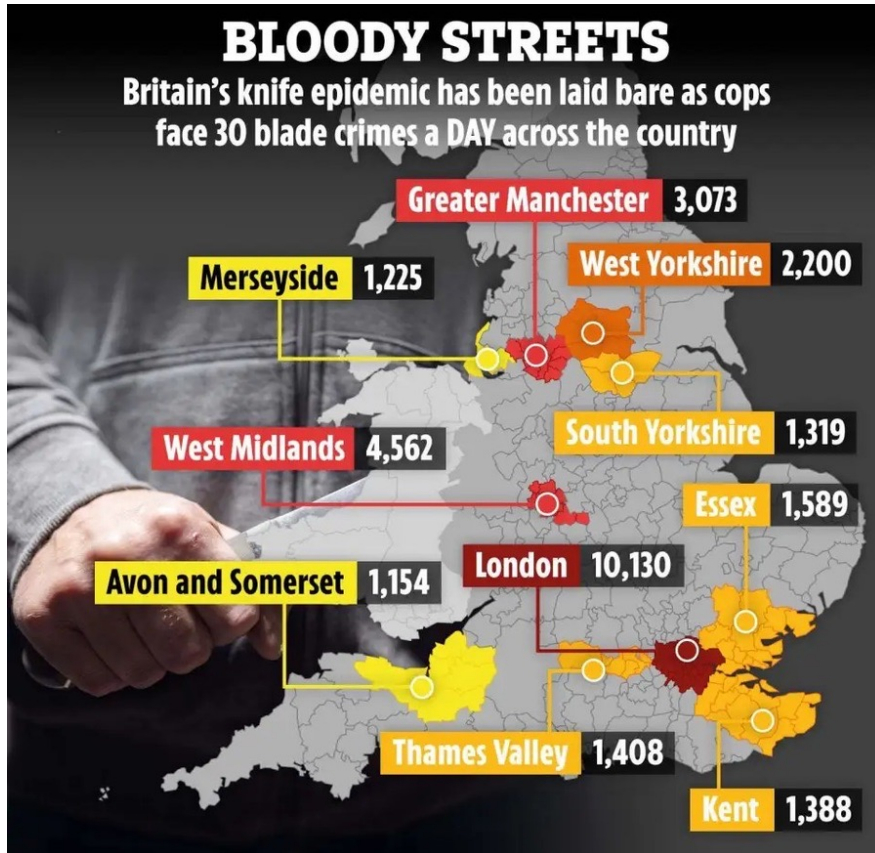 BLOODY STREETS
Britain's knife epidemic has been laid bare as cops
face 30 blade crimes a DAY across the country
Greater Manchester 3,073
West Yorkshire 2,200
Merseyside 1,225
South Yorkshire 1,319
West Midlands 4,562
Essex 1,589
London 10,130
Avon and Somerset 1,154
Thames Valley 1,408
Kent 1,388